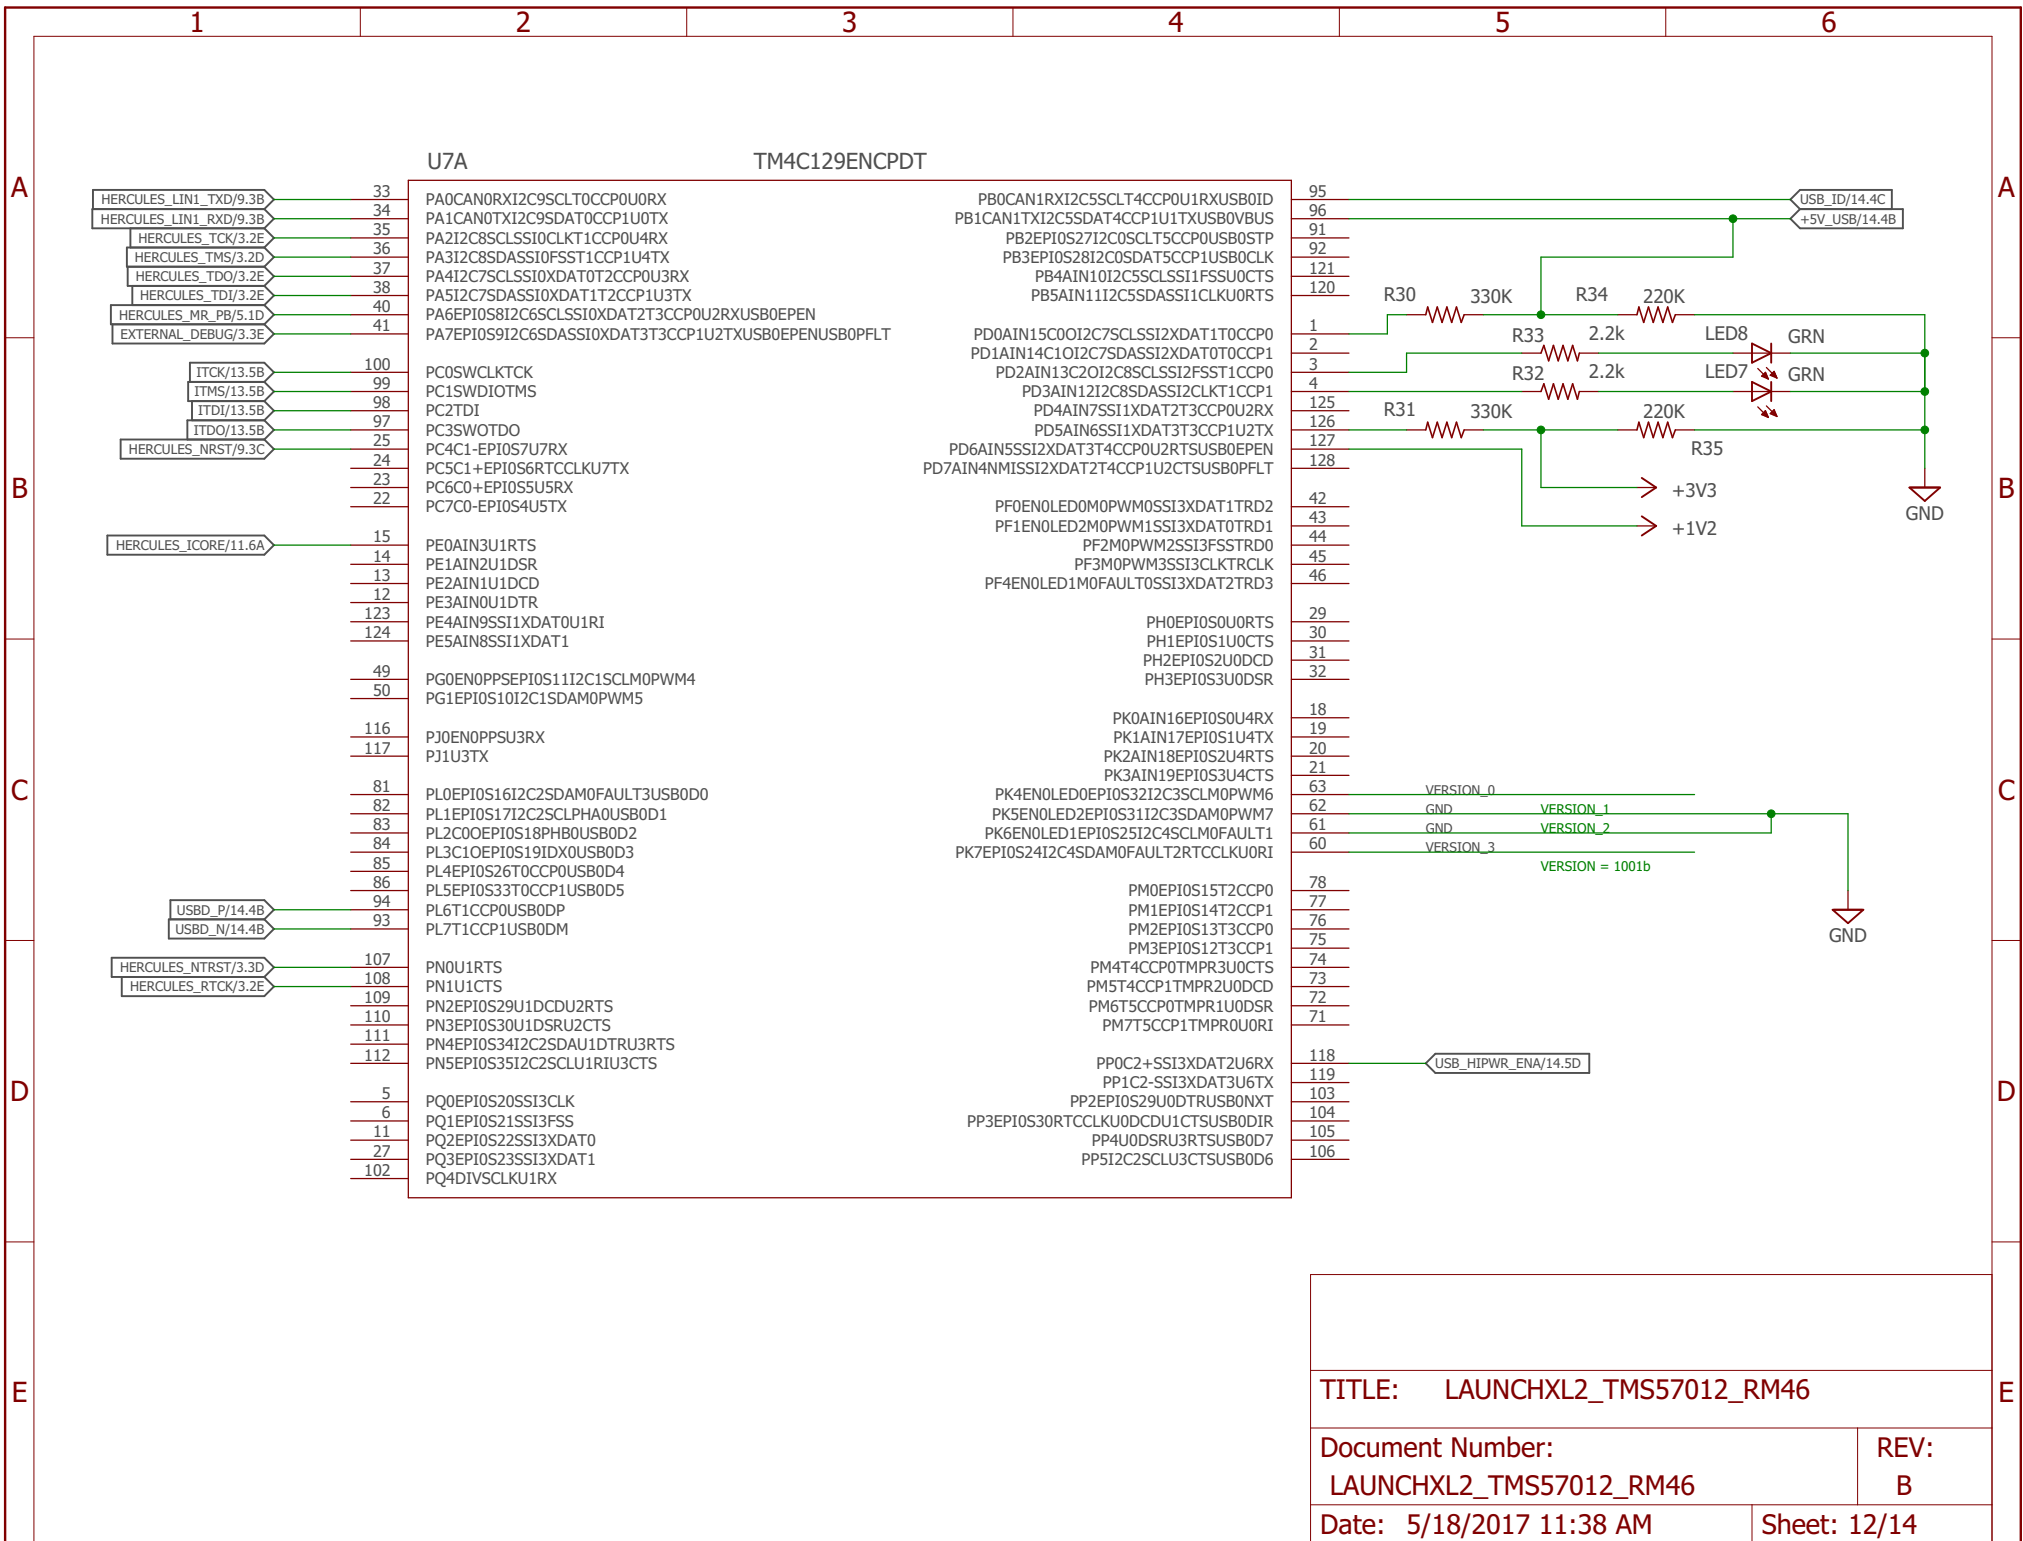 1 2 3 4 5 6
A A
B B
C C
D D
E E
U7A TM4C129ENCPDT
HERCULES_LIN1_TXD/9.3B 33 PA0CAN0RXI2C9SCLT0CCP0U0RX
HERCULES_LIN1_RXD/9.3B 34 PA1CAN0TXI2C9SDAT0CCP1U0TX
HERCULES_TCK/3.2E 35 PA2I2C8SCLSSI0CLKT1CCP0U4RX
HERCULES_TMS/3.2D 36 PA3I2C8SDASSI0FSST1CCP1U4TX
HERCULES_TDO/3.2E 37 PA4I2C7SCLSSI0XDAT0T2CCP0U3RX
HERCULES_TDI/3.2E 38 PA5I2C7SDASSI0XDAT1T2CCP1U3TX
HERCULES_MR_PB/5.1D 40 PA6EPI0S8I2C6SCLSSI0XDAT2T3CCP0U2RXUSB0EPEN
EXTERNAL_DEBUG/3.3E 41 PA7EPI0S9I2C6SDASSI0XDAT3T3CCP1U2TXUSB0EPENUSB0PFLT
ITCK/13.5B 100 PC0SWCLKTCK
ITMS/13.5B 99 PC1SWDIOTMS
ITDI/13.5B 98 PC2TDI
ITDO/13.5B 97 PC3SWOTDO
HERCULES_NRST/9.3C 25 PC4C1-EPI0S7U7RX
24 PC5C1+EPI0S6RTCCLKU7TX
23 PC6C0+EPI0S5U5RX
22 PC7C0-EPI0S4U5TX
HERCULES_ICORE/11.6A 15 PE0AIN3U1RTS
14 PE1AIN2U1DSR
13 PE2AIN1U1DCD
12 PE3AIN0U1DTR
123 PE4AIN9SSI1XDAT0U1RI
124 PE5AIN8SSI1XDAT1
49 PG0EN0PPSEPI0S11I2C1SCLM0PWM4
50 PG1EPI0S10I2C1SDAM0PWM5
116 PJ0EN0PPSU3RX
117 PJ1U3TX
81 PL0EPI0S16I2C2SDAM0FAULT3USB0D0
82 PL1EPI0S17I2C2SCLPHA0USB0D1
83 PL2C0OEPI0S18PHB0USB0D2
84 PL3C1OEPI0S19IDX0USB0D3
85 PL4EPI0S26T0CCP0USB0D4
86 PL5EPI0S33T0CCP1USB0D5
USBD_P/14.4B 94 PL6T1CCP0USB0DP
USBD_N/14.4B 93 PL7T1CCP1USB0DM
HERCULES_NTRST/3.3D 107 PN0U1RTS
HERCULES_RTCK/3.2E 108 PN1U1CTS
109 PN2EPI0S29U1DCDU2RTS
110 PN3EPI0S30U1DSRU2CTS
111 PN4EPI0S34I2C2SDAU1DTRU3RTS
112 PN5EPI0S35I2C2SCLU1RIU3CTS
5 PQ0EPI0S20SSI3CLK
6 PQ1EPI0S21SSI3FSS
11 PQ2EPI0S22SSI3XDAT0
27 PQ3EPI0S23SSI3XDAT1
102 PQ4DIVSCLKU1RX
PB0CAN1RXI2C5SCLT4CCP0U1RXUSB0ID 95 USB_ID/14.4C
PB1CAN1TXI2C5SDAT4CCP1U1TXUSB0VBUS 96 +5V_USB/14.4B
PB2EPI0S27I2C0SCLT5CCP0USB0STP 91
PB3EPI0S28I2C0SDAT5CCP1USB0CLK 92
PB4AIN10I2C5SCLSSI1FSSU0CTS 121
PB5AIN11I2C5SDASSI1CLKU0RTS 120
R30 330K R34 220K
PD0AIN15C0OI2C7SCLSSI2XDAT1T0CCP0 1
R33 2.2k LED8 GRN
PD1AIN14C1OI2C7SDASSI2XDAT0T0CCP1 2
PD2AIN13C2OI2C8SCLSSI2FSST1CCP0 3
R32 2.2k LED7 GRN
PD3AIN12I2C8SDASSI2CLKT1CCP1 4
PD4AIN7SSI1XDAT2T3CCP0U2RX 125
R31 330K 220K R35
PD5AIN6SSI1XDAT3T3CCP1U2TX 126
PD6AIN5SSI2XDAT3T4CCP0U2RTSUSB0EPEN 127
PD7AIN4NMISSI2XDAT2T4CCP1U2CTSUSB0PFLT 128
+3V3
+1V2
GND
PF0EN0LED0M0PWM0SSI3XDAT1TRD2 42
PF1EN0LED2M0PWM1SSI3XDAT0TRD1 43
PF2M0PWM2SSI3FSSTRD0 44
PF3M0PWM3SSI3CLKTRCLK 45
PF4EN0LED1M0FAULT0SSI3XDAT2TRD3 46
PH0EPI0S0U0RTS 29
PH1EPI0S1U0CTS 30
PH2EPI0S2U0DCD 31
PH3EPI0S3U0DSR 32
PK0AIN16EPI0S0U4RX 18
PK1AIN17EPI0S1U4TX 19
PK2AIN18EPI0S2U4RTS 20
PK3AIN19EPI0S3U4CTS 21
PK4EN0LED0EPI0S32I2C3SCLM0PWM6 63 VERSION_0
PK5EN0LED2EPI0S31I2C3SDAM0PWM7 62 GND VERSION_1
PK6EN0LED1EPI0S25I2C4SCLM0FAULT1 61 GND VERSION_2
PK7EPI0S24I2C4SDAM0FAULT2RTCCLKU0RI 60 VERSION_3
VERSION = 1001b
GND
PM0EPI0S15T2CCP0 78
PM1EPI0S14T2CCP1 77
PM2EPI0S13T3CCP0 76
PM3EPI0S12T3CCP1 75
PM4T4CCP0TMPR3U0CTS 74
PM5T4CCP1TMPR2U0DCD 73
PM6T5CCP0TMPR1U0DSR 72
PM7T5CCP1TMPR0U0RI 71
PP0C2+SSI3XDAT2U6RX 118 USB_HIPWR_ENA/14.5D
PP1C2-SSI3XDAT3U6TX 119
PP2EPI0S29U0DTRUSB0NXT 103
PP3EPI0S30RTCCLKU0DCDU1CTSUSB0DIR 104
PP4U0DSRU3RTSUSB0D7 105
PP5I2C2SCLU3CTSUSB0D6 106
TITLE: LAUNCHXL2_TMS57012_RM46
Document Number: REV:
LAUNCHXL2_TMS57012_RM46 B
Date: 5/18/2017 11:38 AM Sheet: 12/14